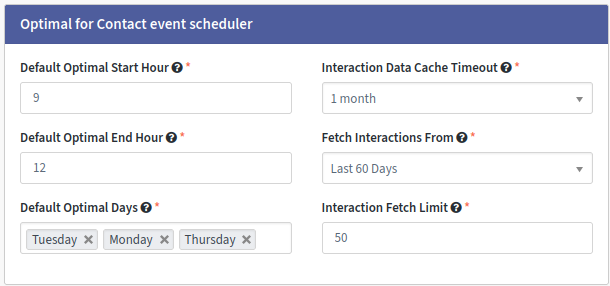 Optimal for Contact event scheduler
Default Optimal Start Hour ? *
9
Default Optimal End Hour ? *
12
Default Optimal Days ? *
Tuesday × Monday × Thursday ×
Interaction Data Cache Timeout ? *
1 month
Fetch Interactions From ? *
Last 60 Days
Interaction Fetch Limit ? *
50